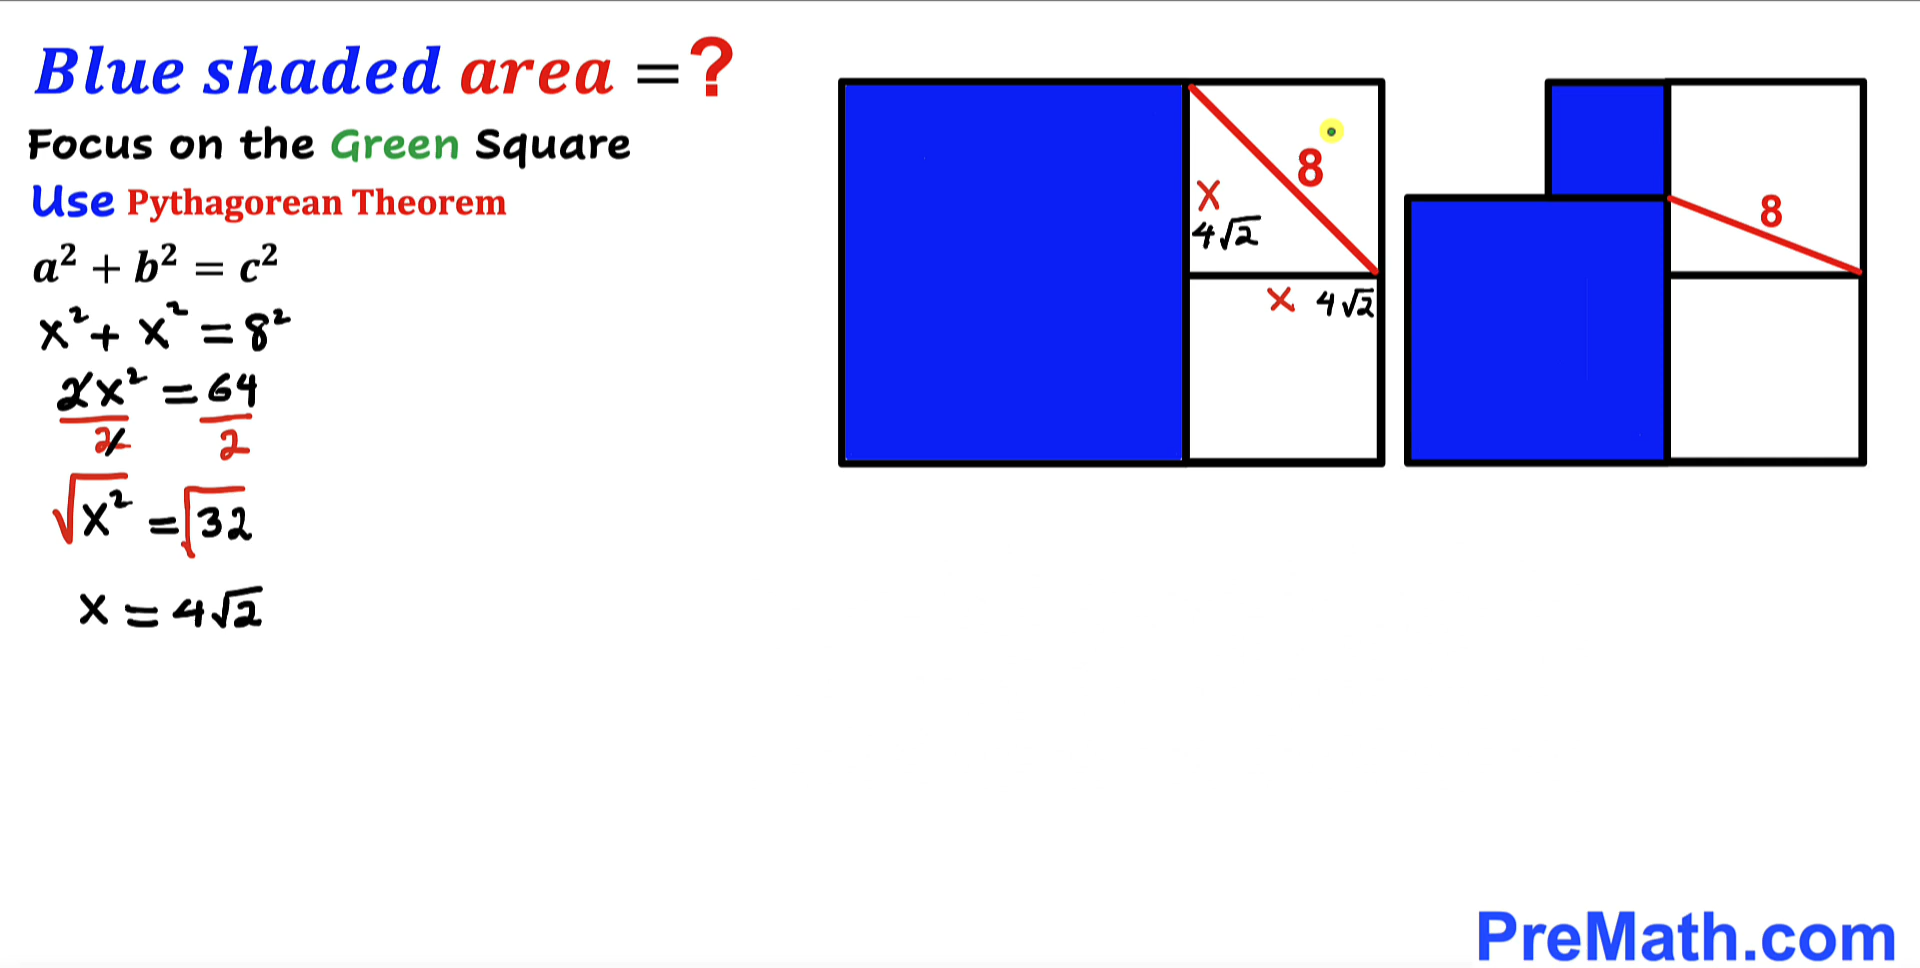 Blue shaded area = ?
Focus on the Green Square
Use Pythagorean Theorem
a² + b² = c²
x² + x² = 8²
2x² = 64
2 2
√x² = √32
x = 4√2
8
x
4√2
x 4√2
8
PreMath.com